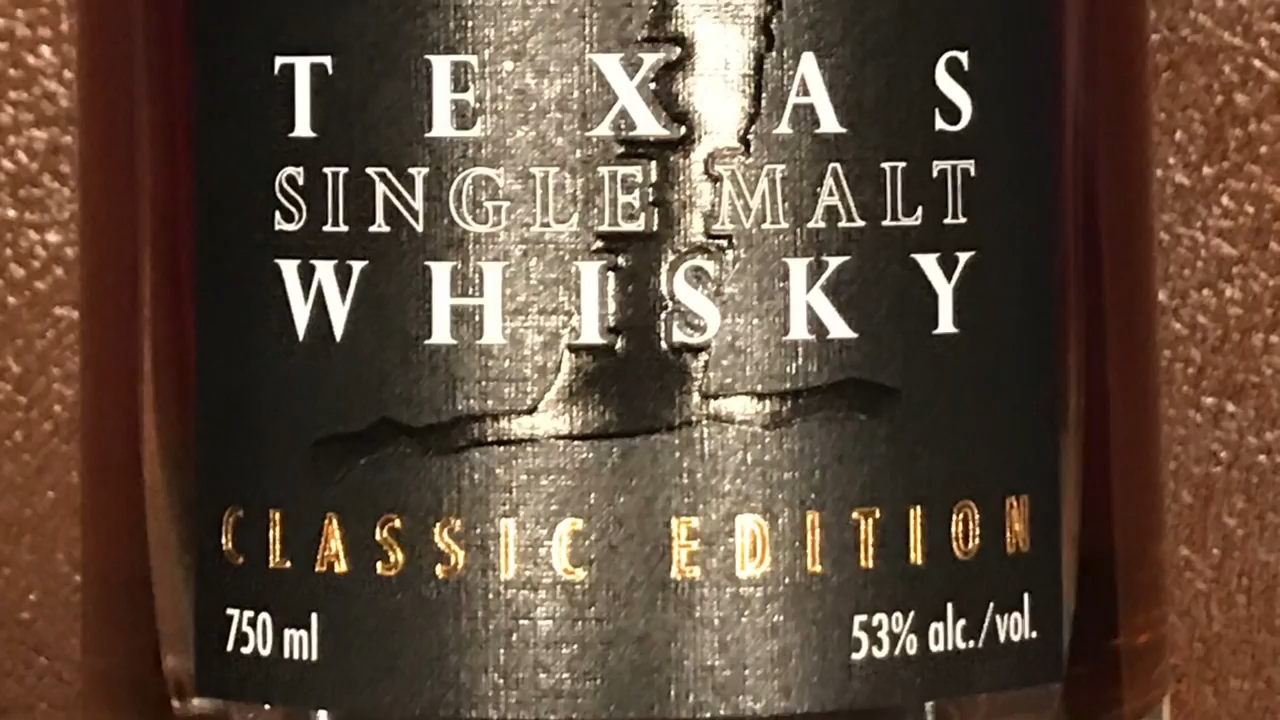 TEXAS
SINGLE MALT
WHISKY
CLASSIC EDITION
750 ml
53% alc./vol.